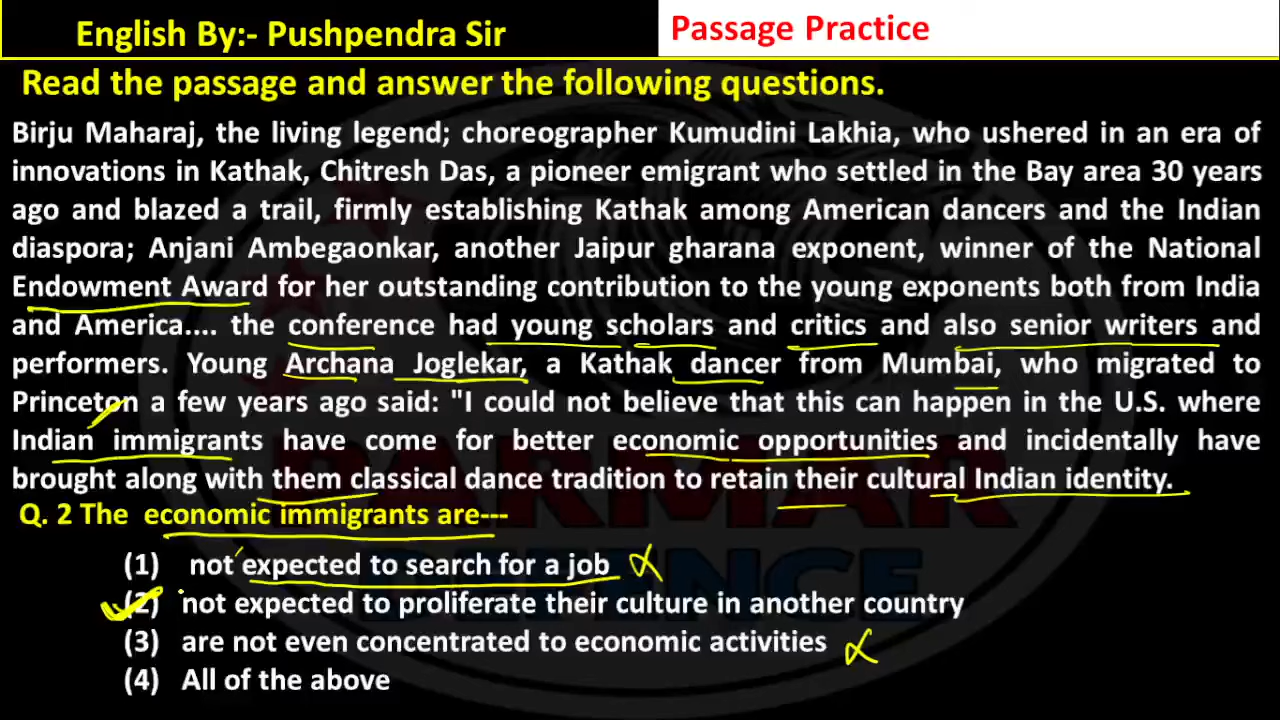 English By:- Pushpendra Sir
Passage Practice
Read the passage and answer the following questions.
Birju Maharaj, the living legend; choreographer Kumudini Lakhia, who ushered in an era of
innovations in Kathak, Chitresh Das, a pioneer emigrant who settled in the Bay area 30 years
ago and blazed a trail, firmly establishing Kathak among American dancers and the Indian
diaspora; Anjani Ambegaonkar, another Jaipur gharana exponent, winner of the National
Endowment Award for her outstanding contribution to the young exponents both from India
and America.... the conference had young scholars and critics and also senior writers and
performers. Young Archana Joglekar, a Kathak dancer from Mumbai, who migrated to
Princeton a few years ago said: "I could not believe that this can happen in the U.S. where
Indian immigrants have come for better economic opportunities and incidentally have
brought along with them classical dance tradition to retain their cultural Indian identity.
Q. 2 The economic immigrants are---
(1) not expected to search for a job
(2) not expected to proliferate their culture in another country
(3) are not even concentrated to economic activities
(4) All of the above
PARMAR
DEFENCE